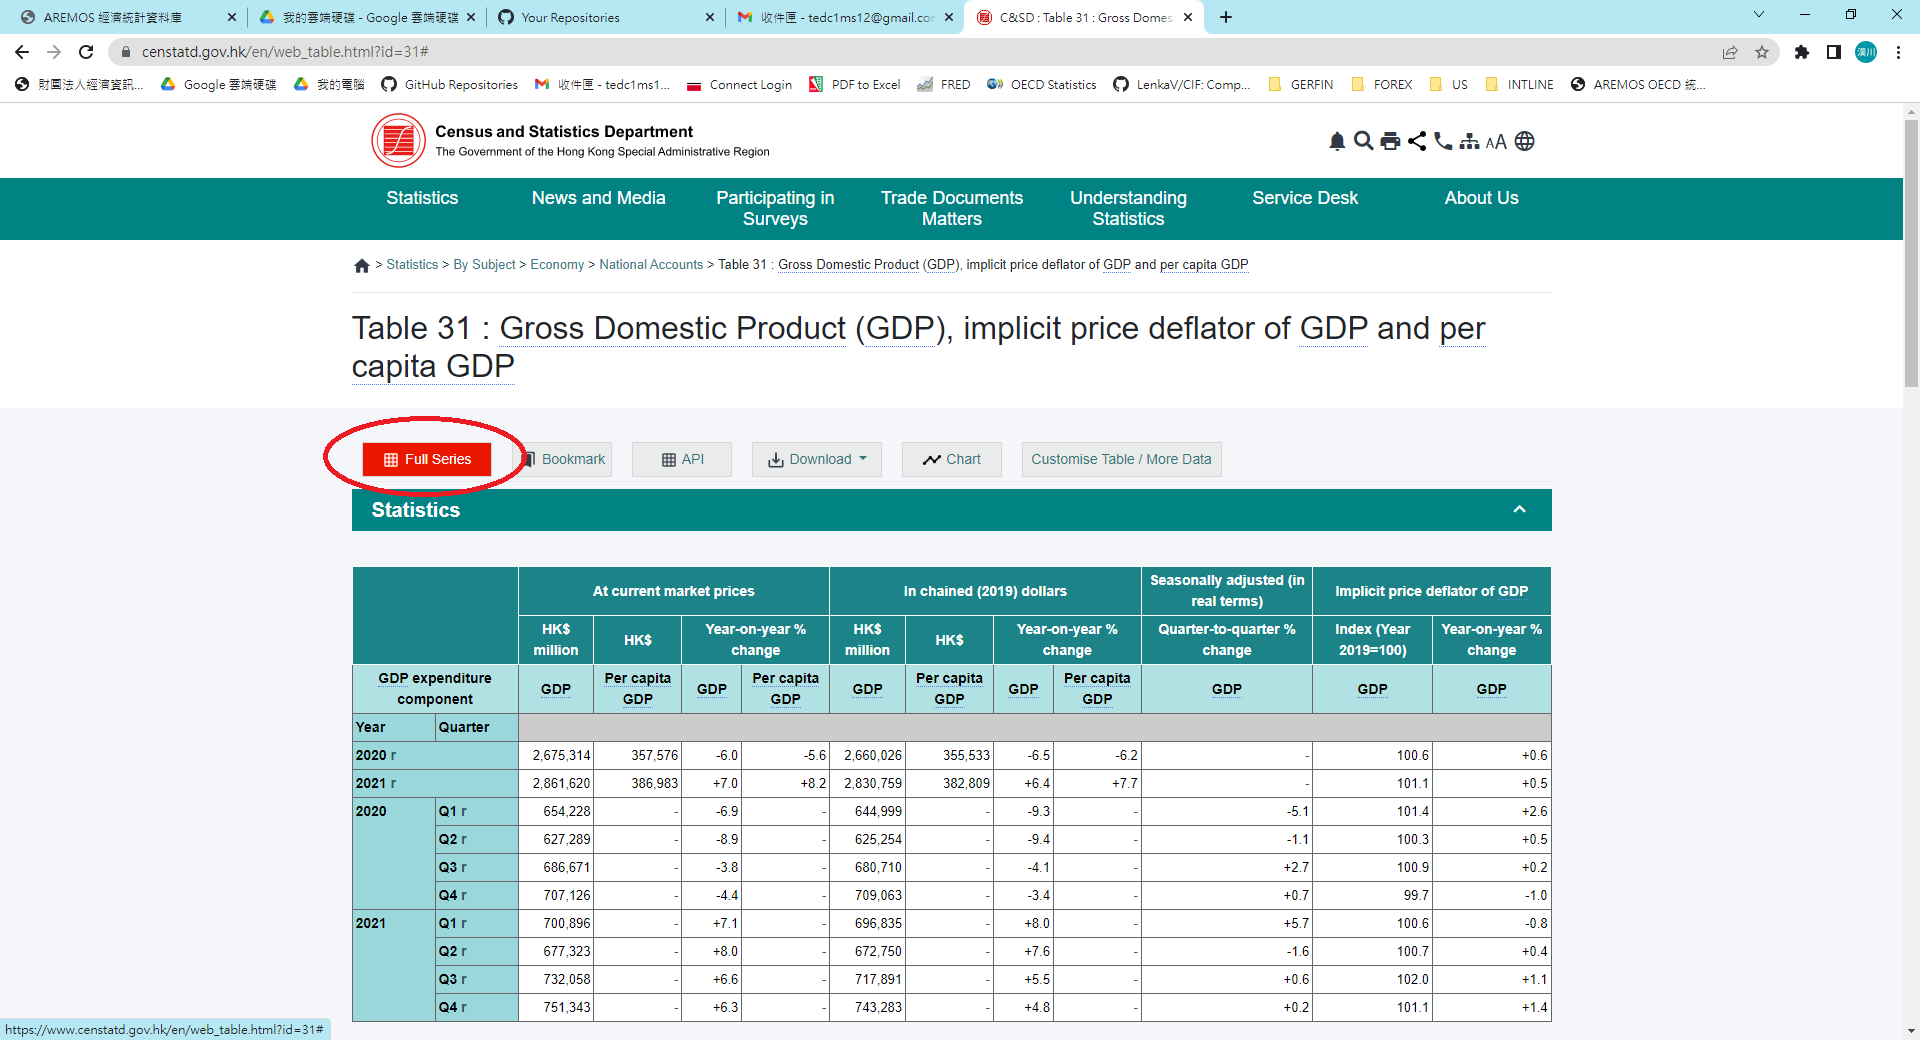 AREMOS 經濟統計資料庫
我的雲端硬碟 - Google 雲端硬碟
Your Repositories
收件匣 - tedc1ms12@gmail.co
C&SD : Table 31 : Gross Domes
censtatd.gov.hk/en/web_table.html?id=31#
漢川
財團法人經濟資訊...
Google 雲端硬碟
我的電腦
GitHub Repositories
收件匣 - tedc1ms1...
Connect Login
PDF to Excel
FRED
OECD Statistics
LenkaV/CIF: Comp...
GERFIN
FOREX
US
INTLINE
AREMOS OECD 統...
Census and Statistics Department
The Government of the Hong Kong Special Administrative Region
AA
Statistics
News and Media
Participating in
Surveys
Trade Documents
Matters
Understanding
Statistics
Service Desk
About Us
> Statistics > By Subject > Economy > National Accounts > Table 31 : Gross Domestic Product (GDP), implicit price deflator of GDP and per capita GDP
Table 31 : Gross Domestic Product (GDP), implicit price deflator of GDP and per
capita GDP
Full Series
Bookmark
API
Download
Chart
Customise Table / More Data
Statistics
At current market prices
In chained (2019) dollars
Seasonally adjusted (in
real terms)
Implicit price deflator of GDP
HK$
million
HK$
Year-on-year %
change
HK$
million
HK$
Year-on-year %
change
Quarter-to-quarter %
change
Index (Year
2019=100)
Year-on-year %
change
GDP expenditure
component
GDP
Per capita
GDP
GDP
Per capita
GDP
GDP
Per capita
GDP
GDP
Per capita
GDP
GDP
GDP
GDP
Year Quarter
2020 r 2,675,314 357,576 -6.0 -5.6 2,660,026 355,533 -6.5 -6.2 - 100.6 +0.6
2021 r 2,861,620 386,983 +7.0 +8.2 2,830,759 382,809 +6.4 +7.7 - 101.1 +0.5
2020 Q1 r 654,228 - -6.9 - 644,999 - -9.3 - -5.1 101.4 +2.6
Q2 r 627,289 - -8.9 - 625,254 - -9.4 - -1.1 100.3 +0.5
Q3 r 686,671 - -3.8 - 680,710 - -4.1 - +2.7 100.9 +0.2
Q4 r 707,126 - -4.4 - 709,063 - -3.4 - +0.7 99.7 -1.0
2021 Q1 r 700,896 - +7.1 - 696,835 - +8.0 - +5.7 100.6 -0.8
Q2 r 677,323 - +8.0 - 672,750 - +7.6 - -1.6 100.7 +0.4
Q3 r 732,058 - +6.6 - 717,891 - +5.5 - +0.6 102.0 +1.1
Q4 r 751,343 - +6.3 - 743,283 - +4.8 - +0.2 101.1 +1.4
https://www.censtatd.gov.hk/en/web_table.html?id=31#